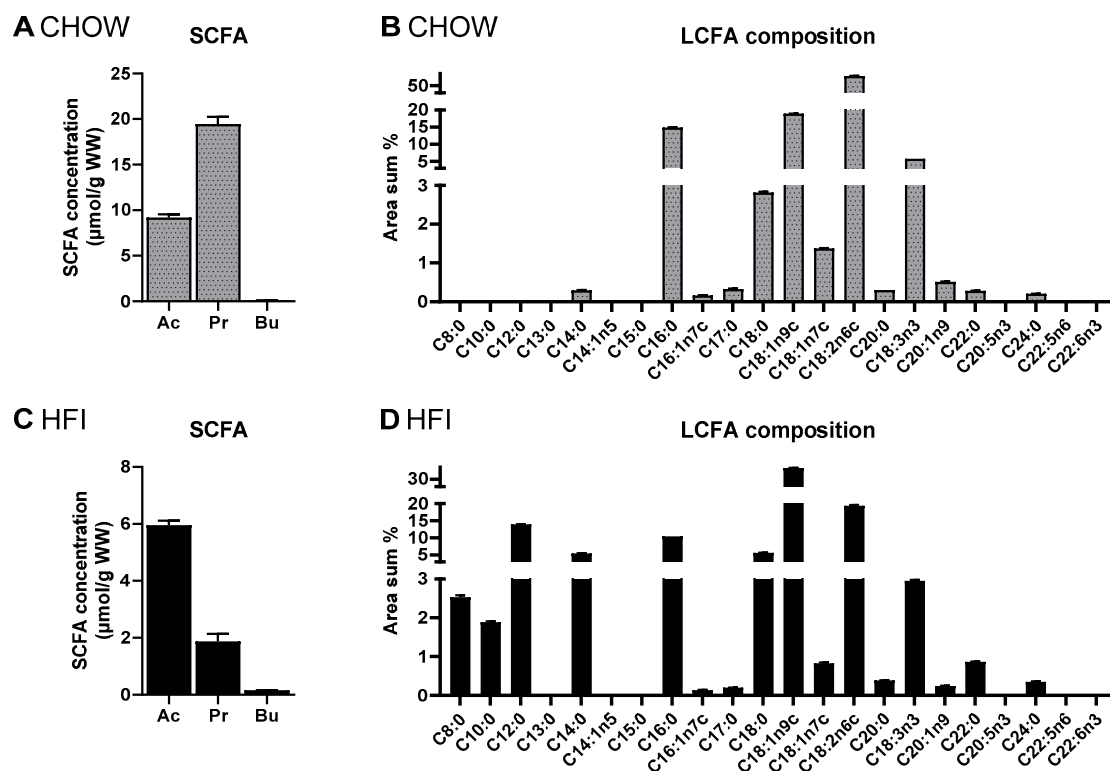 A CHOW
SCFA
SCFA concentration
(µmol/g WW)
25
20
15
10
5
0
Ac Pr Bu
B CHOW
LCFA composition
Area sum %
50
20
15
10
5
3
2
1
0
C8:0 C10:0 C12:0 C13:0 C14:0 C14:1n5 C15:0 C16:0 C16:1n7c C17:0 C18:0 C18:1n9c C18:1n7c C18:2n6c C20:0 C18:3n3 C20:1n9 C22:0 C20:5n3 C24:0 C22:5n6 C22:6n3
C HFI
SCFA
SCFA concentration
(µmol/g WW)
8
6
4
2
0
Ac Pr Bu
D HFI
LCFA composition
Area sum %
30
20
15
10
5
3
2
1
0
C8:0 C10:0 C12:0 C13:0 C14:0 C14:1n5 C15:0 C16:0 C16:1n7c C17:0 C18:0 C18:1n9c C18:1n7c C18:2n6c C20:0 C18:3n3 C20:1n9 C22:0 C20:5n3 C24:0 C22:5n6 C22:6n3